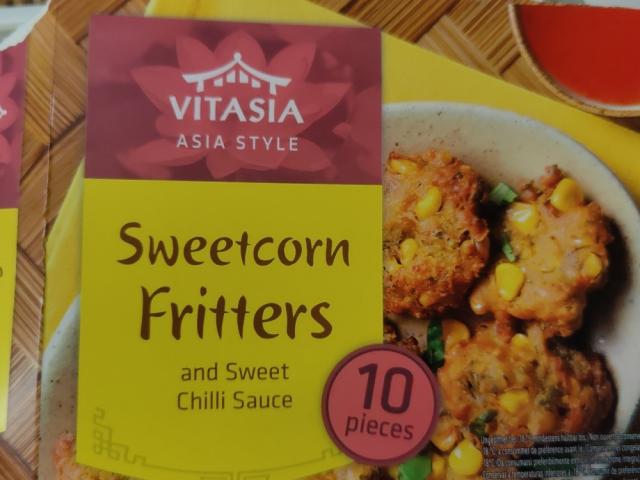 VITASIA
ASIA STYLE
Sweetcorn
Fritters
and Sweet
Chilli Sauce
10
pieces